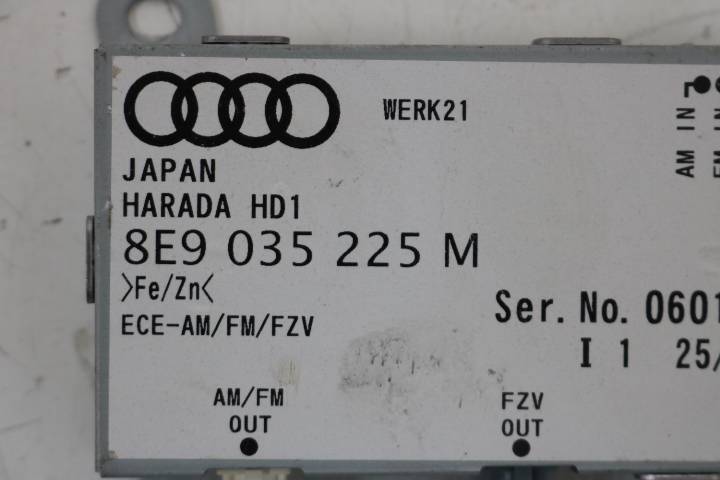 WERK21
JAPAN
HARADA HD1
8E9 035 225 M
>Fe/Zn<
ECE-AM/FM/FZV
Ser. No. 0601
I 1 25/
AM/FM
OUT
FZV
OUT
AM IN